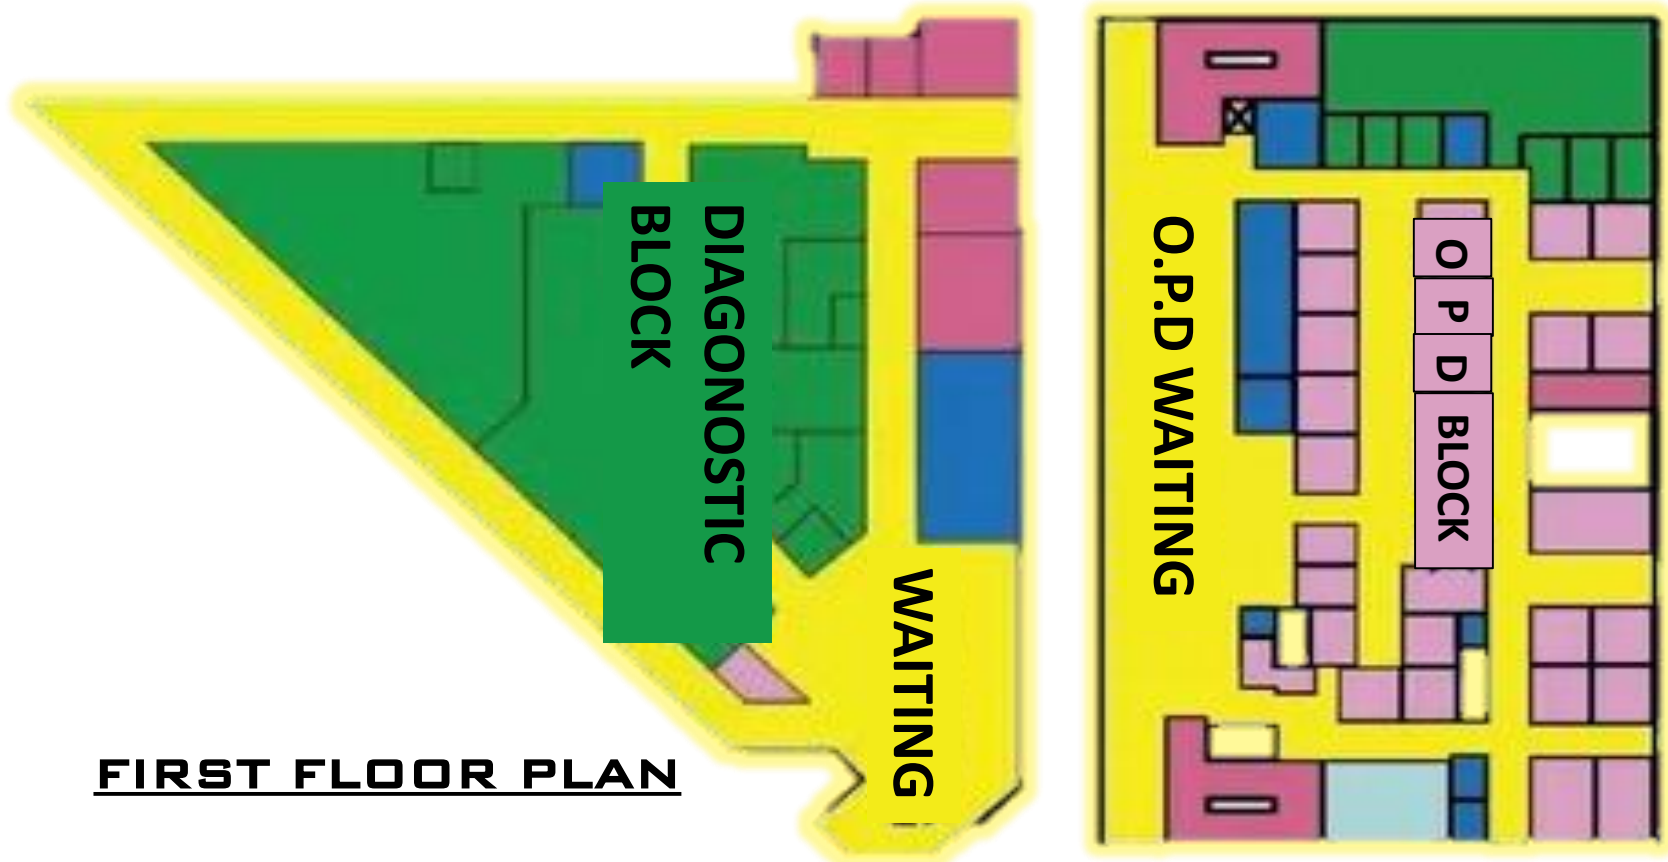 DIAGONOSTIC
BLOCK
WAITING
O.P.D WAITING
O
P
D
BLOCK
FIRST FLOOR PLAN